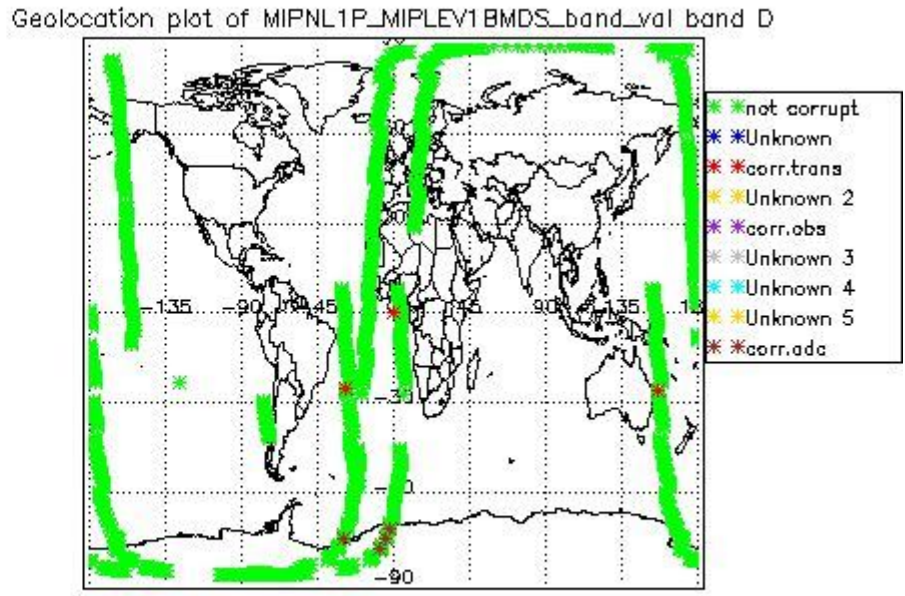 Geolocation plot of MIPNL1P_MIPLEV1BMDS_band_val band D
not corrupt
Unknown
corr.trans
Unknown 2
corr.obs
Unknown 3
Unknown 4
Unknown 5
corr.adc
-135
-90
45
90
135
-90